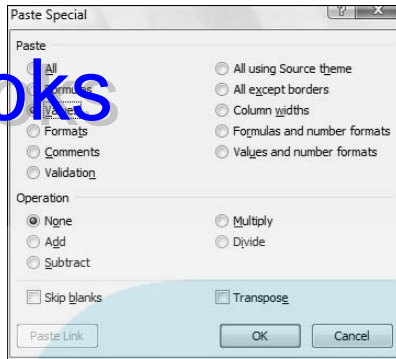 Paste Special
Paste
All
All using Source theme
Formulas
All except borders
Values
Column widths
Formats
Formulas and number formats
Comments
Values and number formats
Validation
Operation
None
Multiply
Add
Divide
Subtract
Skip blanks
Transpose
Paste Link
OK
Cancel
oks